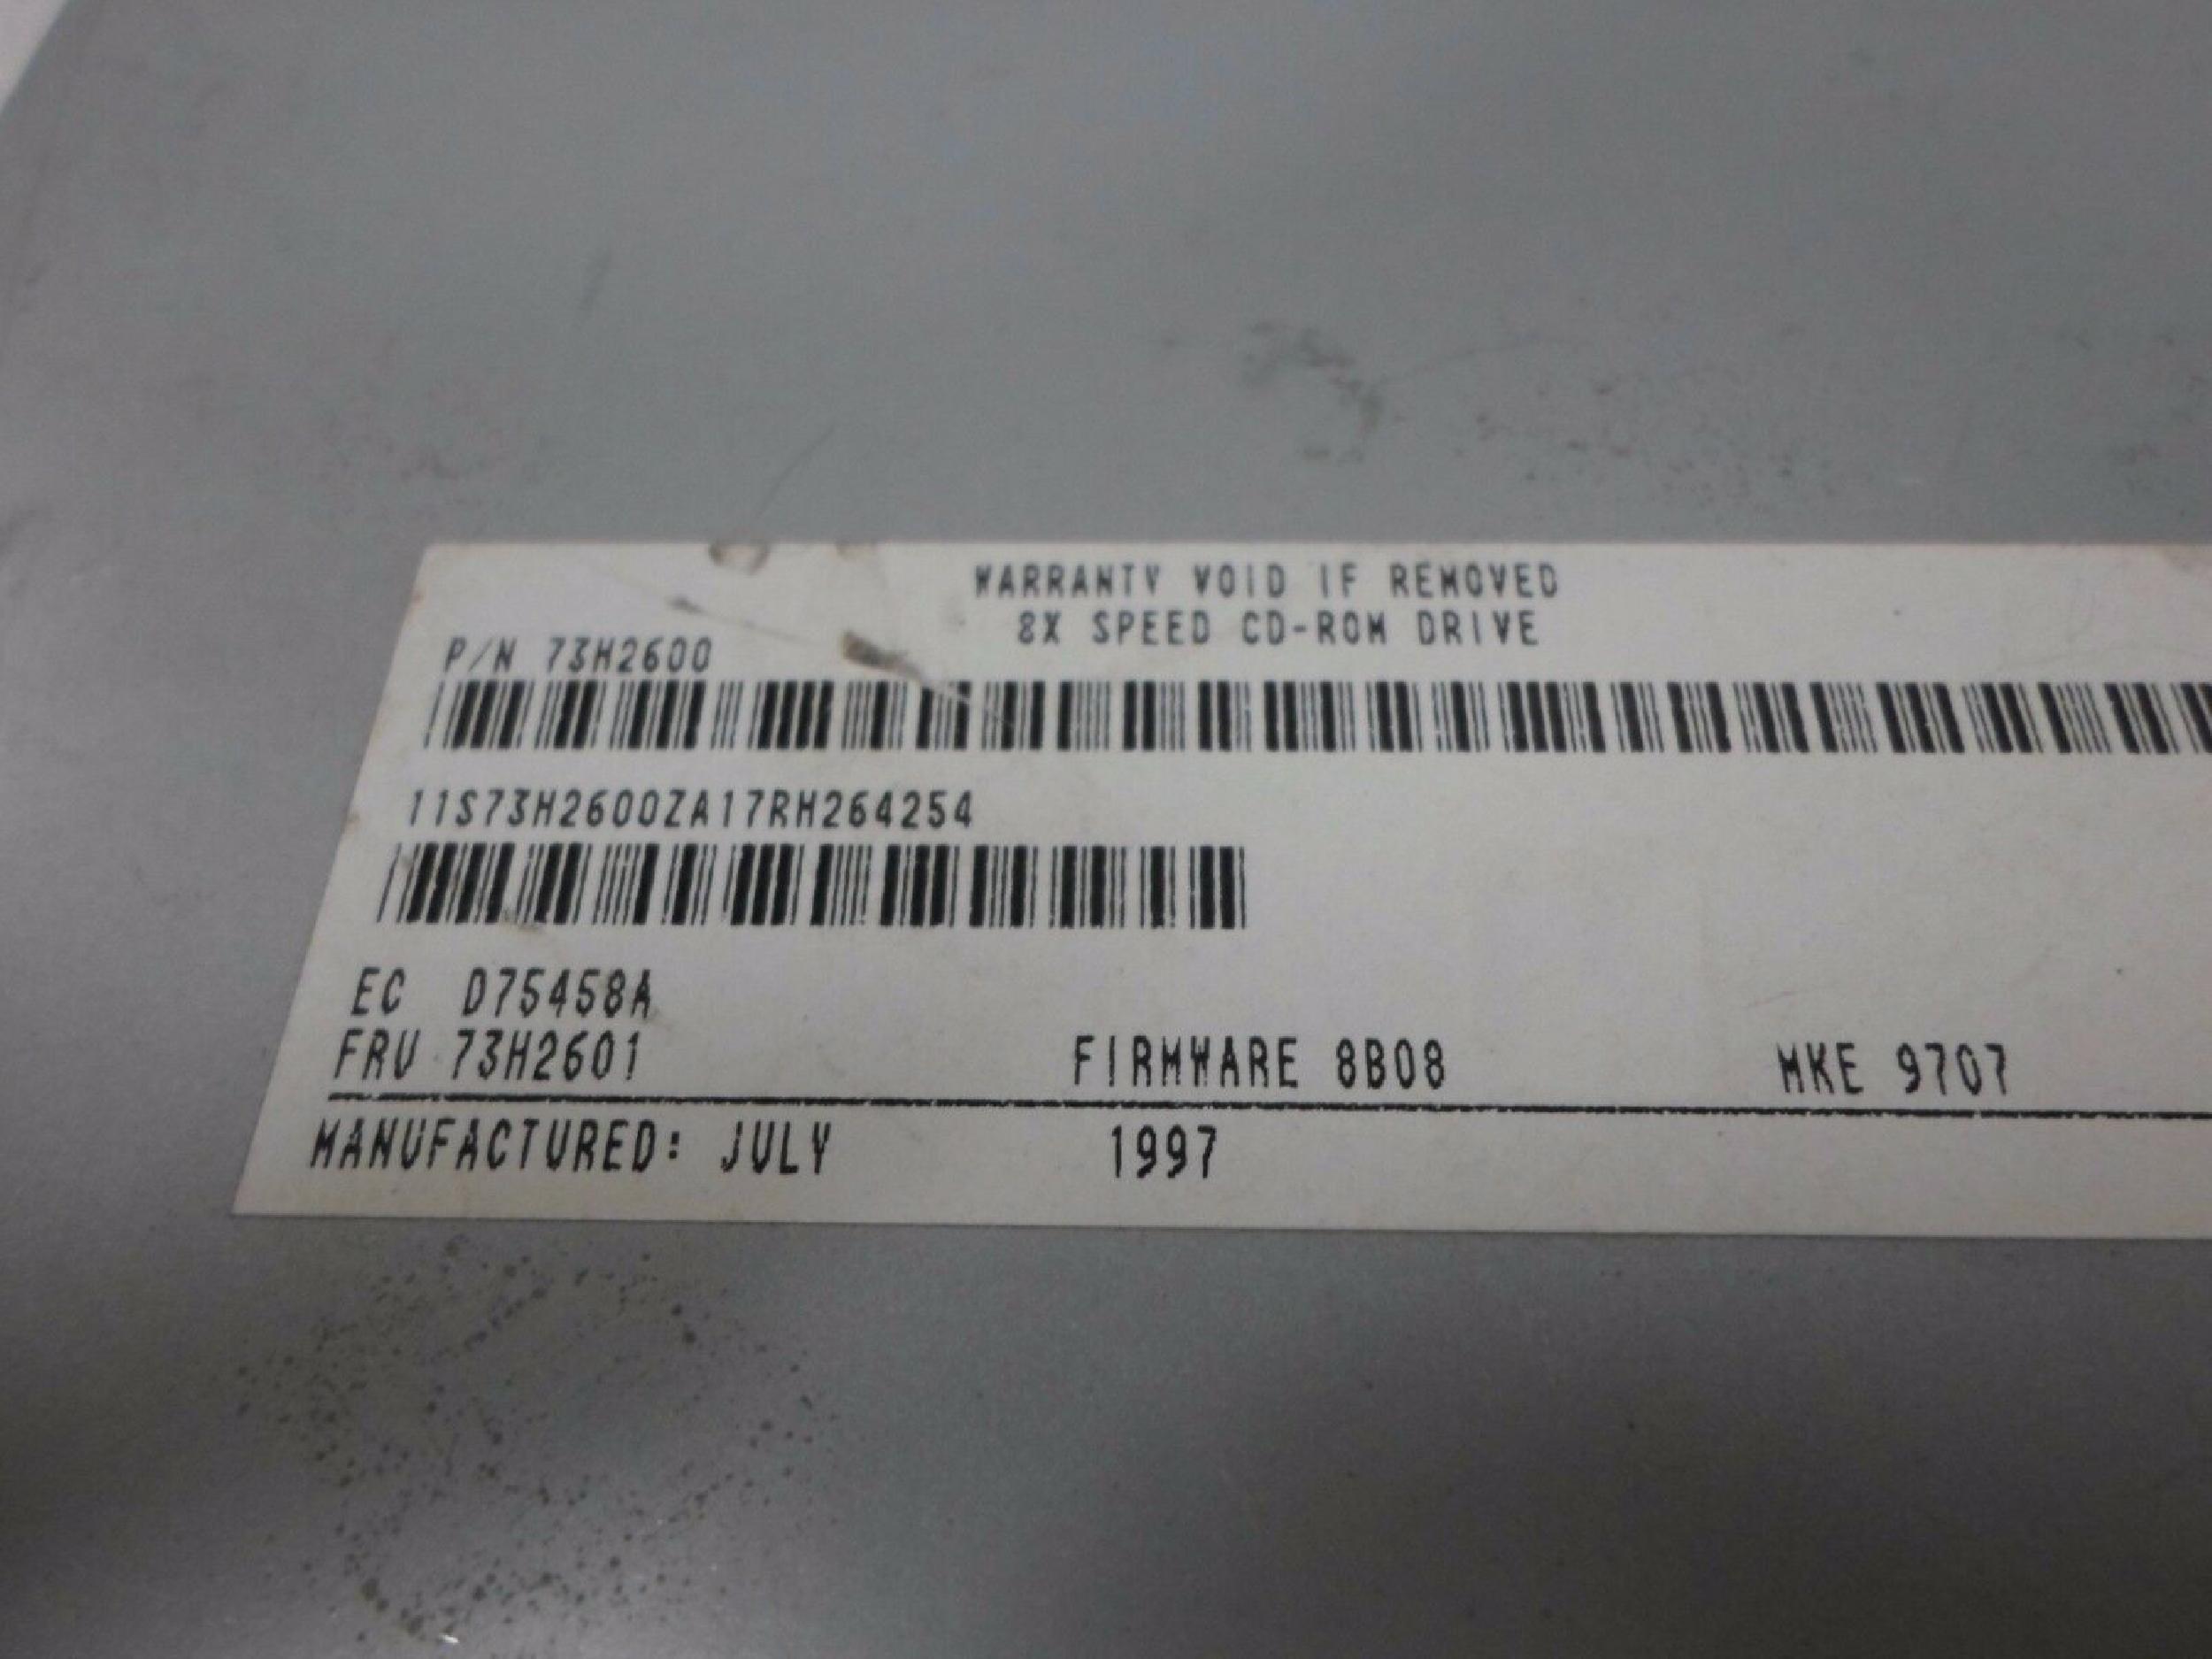 WARRANTY VOID IF REMOVED
8X SPEED CD-ROM DRIVE
P/N 73H2600
11S73H2600ZA17RH264254
EC D75458A
FRU 73H2601 FIRMWARE 8B08 MKE 9707
MANUFACTURED: JULY 1997